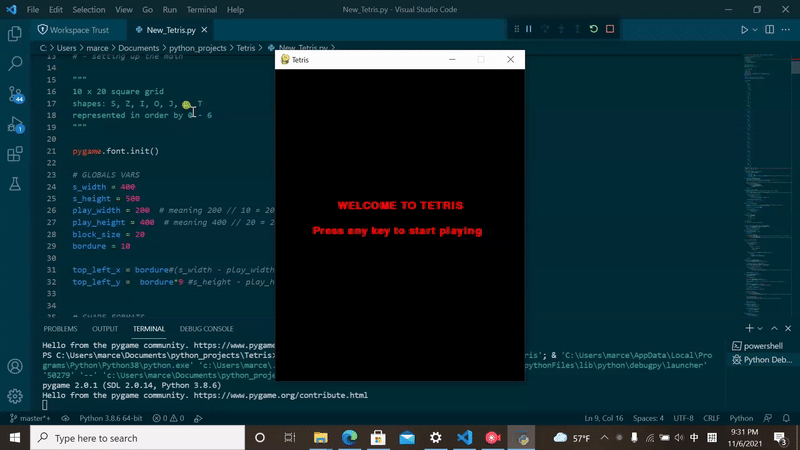 File Edit Selection View Go Run Terminal Help
New_Tetris.py - Visual Studio Code
Workspace Trust
New_Tetris.py
C: > Users > marce > Documents > python_projects > Tetris > New_Tetris.py > ...
13 # - setting up the main
15 """
16 10 x 20 square grid
17 shapes: S, Z, I, O, J, T
18 represented in order by 0 - 6
19 """
20
21 pygame.font.init()
22
23 # GLOBALS VARS
24 s_width = 400
25 s_height = 500
26 play_width = 200 # meaning 200 // 10 = 20
27 play_height = 400 # meaning 400 // 20 = 2
28 block_size = 20
29 bordure = 10
30
31 top_left_x = bordure#(s_width - play_width
32 top_left_y = bordure*9 #s_height - play_h
33
Tetris
WELCOME TO TETRIS
Press any key to start playing
44
1
PROBLEMS OUTPUT TERMINAL DEBUG CONSOLE
powershell
Python Deb...
Hello from the pygame community. https://www.pygame
PS C:\Users\marce\Documents\python_projects\Tetris>
ris'; & 'C:\Users\marce\AppData\Local\Pro
grams\Python\Python38\python.exe' 'c:\Users\marce\.
ythonFiles\lib\python\debugpy\launcher'
'50279' '--' 'c:\Users\marce\Documents\python_proje
pygame 2.0.1 (SDL 2.0.14, Python 3.8.6)
Hello from the pygame community. https://www.pygame.org/contribute.html
master*+ Python 3.8.6 64-bit 0 0
Ln 9, Col 16 Spaces: 4 UTF-8 CRLF Python
Type here to search
57°F
中
9:31 PM
11/6/2021
3